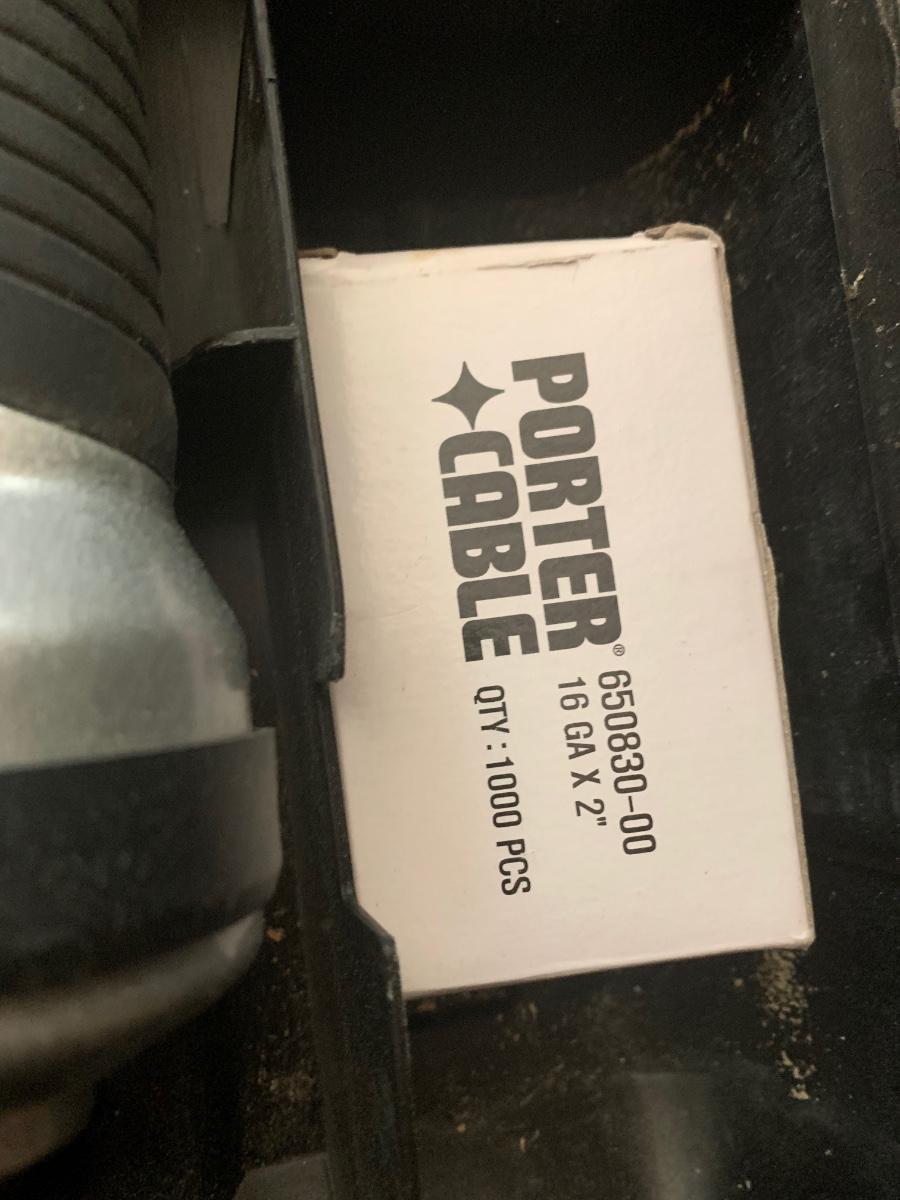 PORTER®
CABLE
650830-00
16 GA X 2"
QTY : 1000 PCS